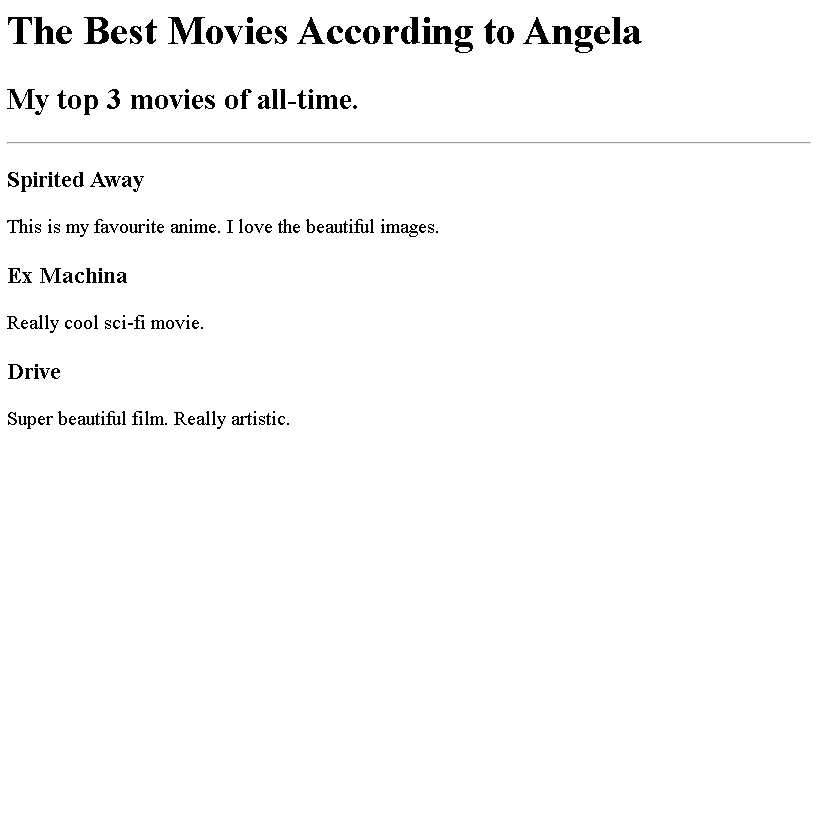 The Best Movies According to Angela
My top 3 movies of all-time.
Spirited Away
This is my favourite anime. I love the beautiful images.
Ex Machina
Really cool sci-fi movie.
Drive
Super beautiful film. Really artistic.